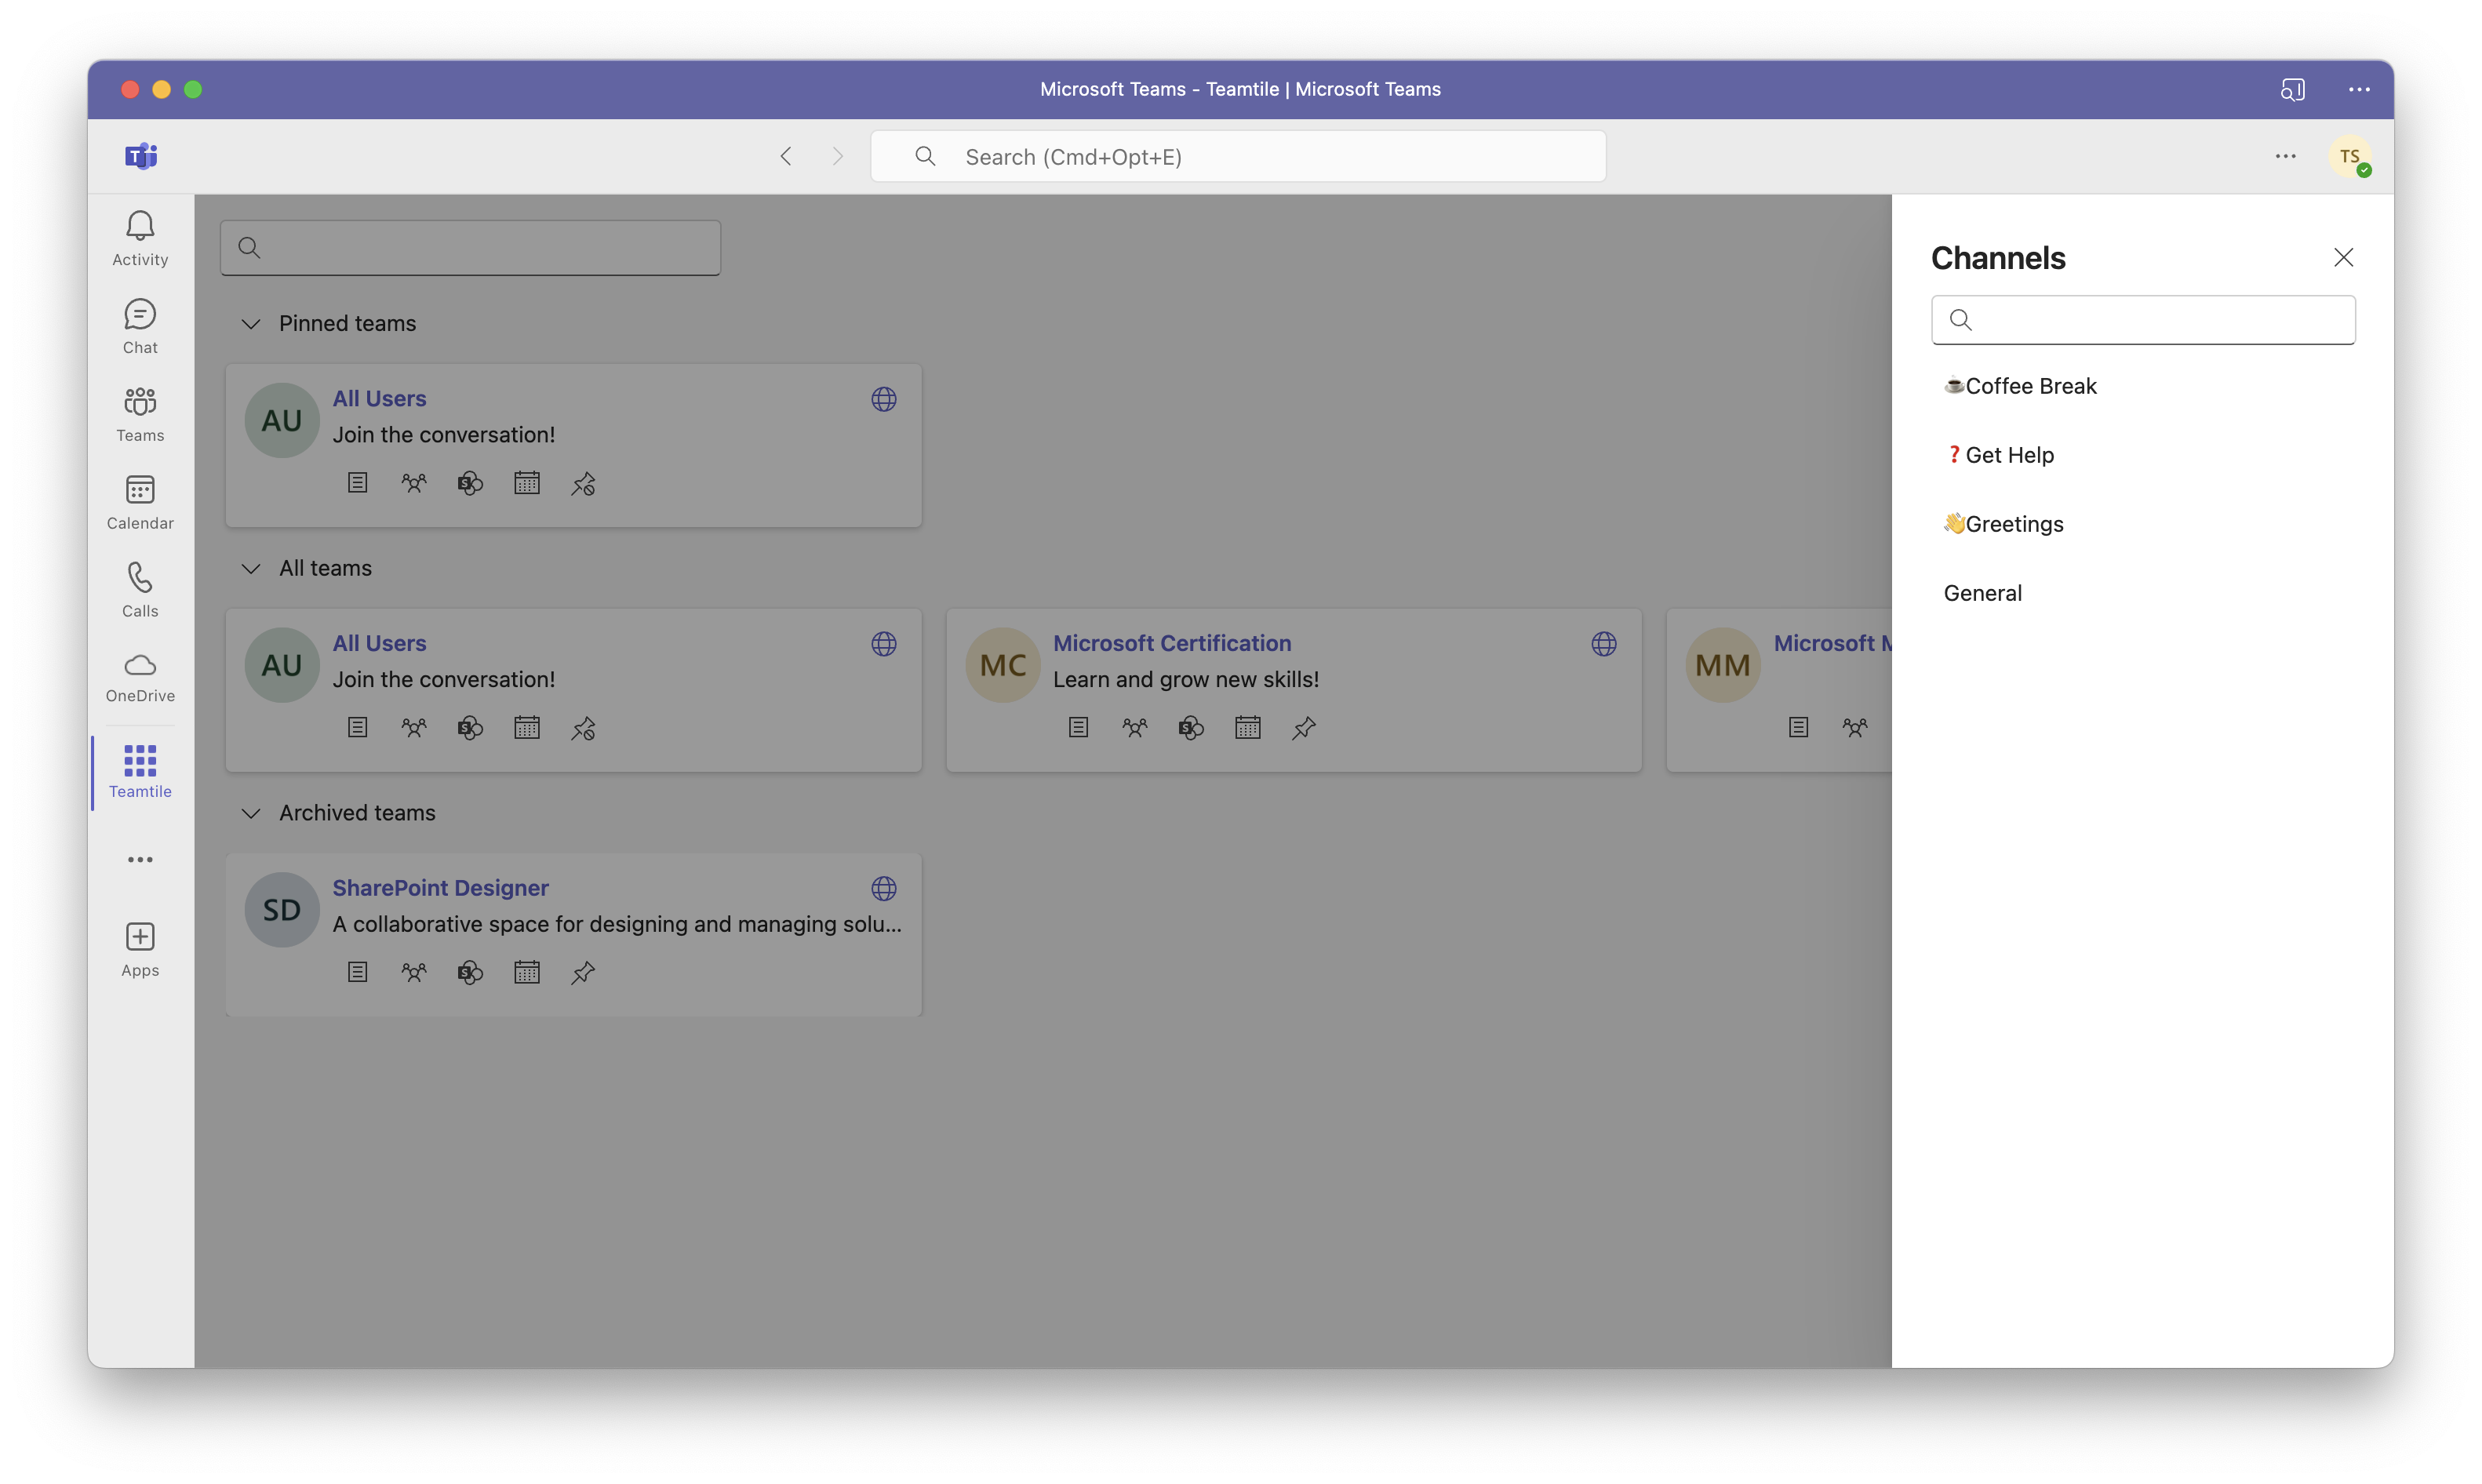 Microsoft Teams - Teamtile | Microsoft Teams
Search (Cmd+Opt+E)
TS
Activity
Chat
Teams
Calendar
Calls
OneDrive
Teamtile
Apps
Pinned teams
AU
All Users
Join the conversation!
All teams
AU
All Users
Join the conversation!
MC
Microsoft Certification
Learn and grow new skills!
MM
Microsoft M
Archived teams
SD
SharePoint Designer
A collaborative space for designing and managing solu...
Channels
☕Coffee Break
❓Get Help
👋Greetings
General